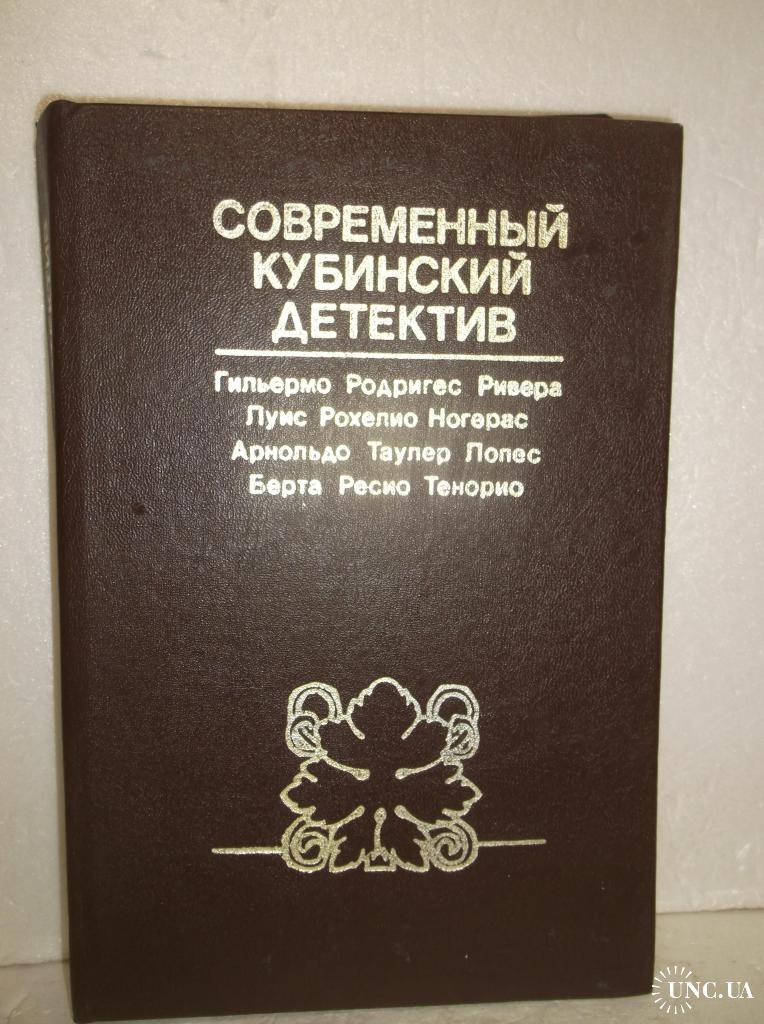 СОВРЕМЕННЫЙ
КУБИНСКИЙ
ДЕТЕКТИВ
Гильермо Родригес Ривера
Луис Рохелио Ногерас
Арнольдо Таулер Лопес
Берта Ресио Тенорио
UNC.UA